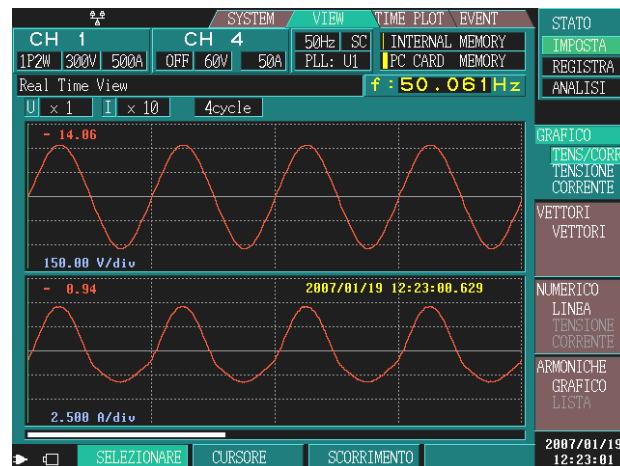 SYSTEM VIEW TIME PLOT EVENT
CH 1
1P2W 300V 500A
CH 4
OFF 60V 50A
50Hz SC
PLL: U1
INTERNAL MEMORY
PC CARD MEMORY
Real Time View
f:50.061Hz
U × 1 I × 10 4cycle
- 14.06
150.00 V/div
- 0.94
2007/01/19 12:23:00.629
2.500 A/div
SELEZIONARE CURSORE SCORRIMENTO
STATO
IMPOSTA
REGISTRA
ANALISI
GRAFICO
TENS/CORR
TENSIONE
CORRENTE
VETTORI
VETTORI
NUMERICO
LINEA
TENSIONE
CORRENTE
ARMONICHE
GRAFICO
LISTA
2007/01/19
12:23:01